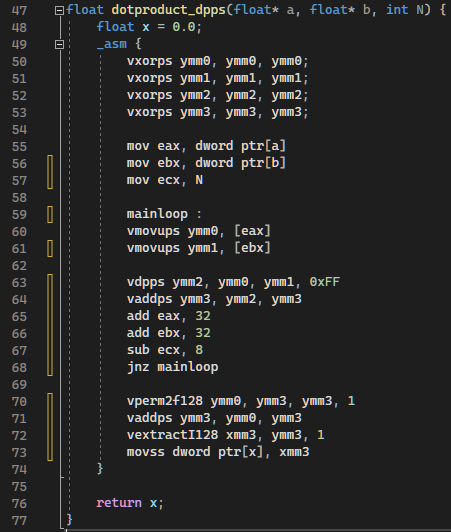 47 float dotproduct_dpps(float* a, float* b, int N) {
48     float x = 0.0;
49     _asm {
50         vxorps ymm0, ymm0, ymm0;
51         vxorps ymm1, ymm1, ymm1;
52         vxorps ymm2, ymm2, ymm2;
53         vxorps ymm3, ymm3, ymm3;
54
55         mov eax, dword ptr[a]
56         mov ebx, dword ptr[b]
57         mov ecx, N
58
59         mainloop :
60         vmovups ymm0, [eax]
61         vmovups ymm1, [ebx]
62
63         vdpps ymm2, ymm0, ymm1, 0xFF
64         vaddps ymm3, ymm2, ymm3
65         add eax, 32
66         add ebx, 32
67         sub ecx, 8
68         jnz mainloop
69
70         vperm2f128 ymm0, ymm3, ymm3, 1
71         vaddps ymm3, ymm0, ymm3
72         vextractI128 xmm3, ymm3, 1
73         movss dword ptr[x], xmm3
74     }
75
76     return x;
77 }